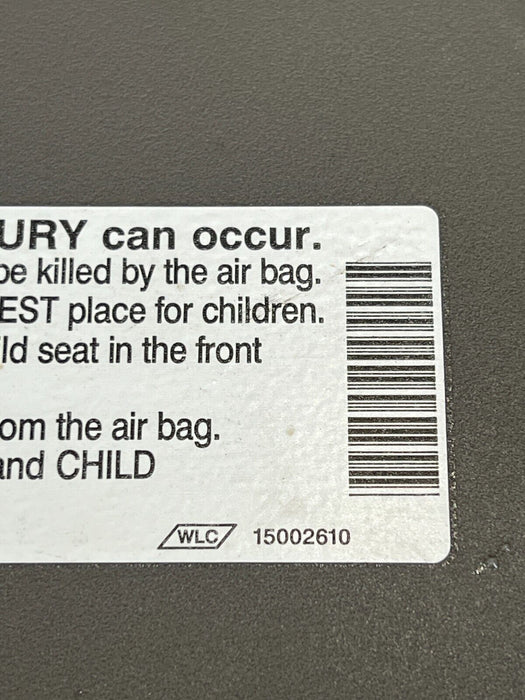 URY can occur.
be killed by the air bag.
EST place for children.
ld seat in the front
om the air bag.
and CHILD
WLC 15002610